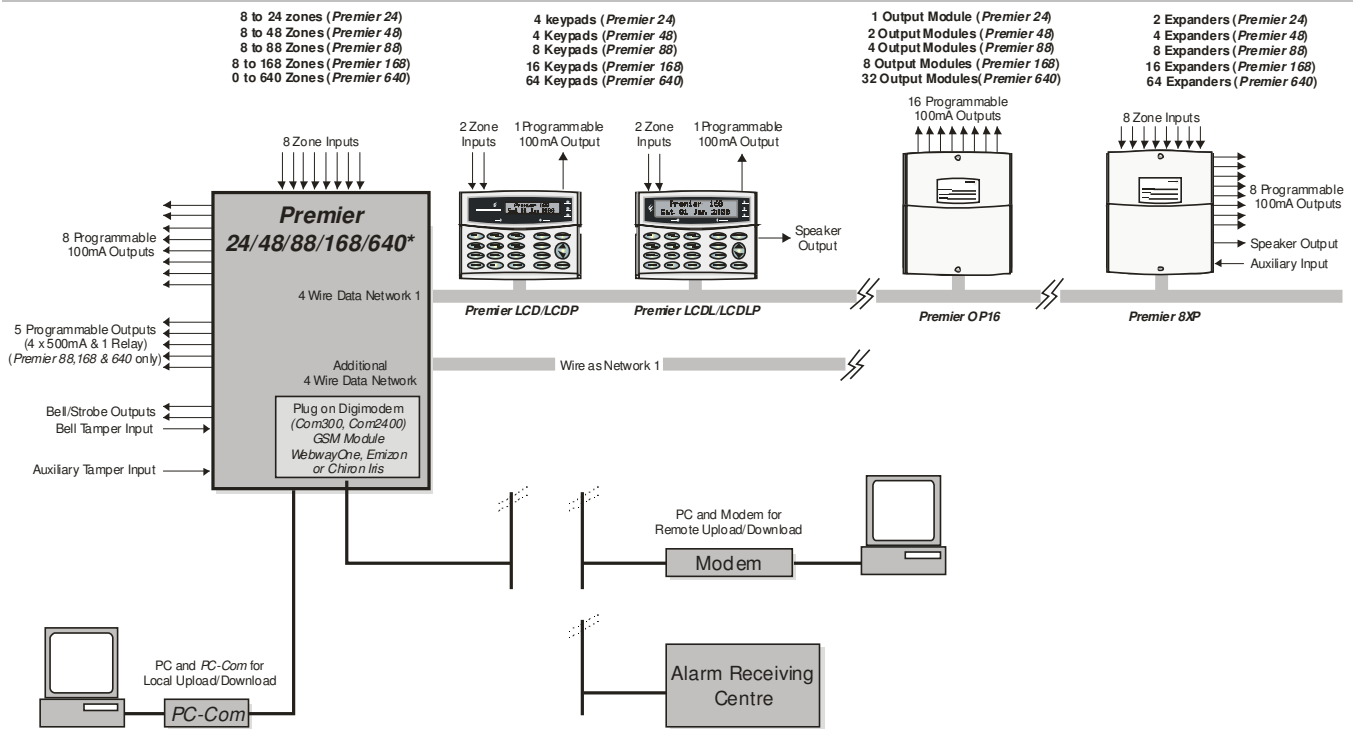 8 to 24 zones (Premier 24)
8 to 48 Zones (Premier 48)
8 to 88 Zones (Premier 88)
8 to 168 Zones (Premier 168)
0 to 640 Zones (Premier 640)
4 keypads (Premier 24)
4 Keypads (Premier 48)
8 Keypads (Premier 88)
16 Keypads (Premier 168)
64 Keypads (Premier 640)
1 Output Module (Premier 24)
2 Output Modules (Premier 48)
4 Output Modules (Premier 88)
8 Output Modules (Premier 168)
32 Output Modules(Premier 640)
2 Expanders (Premier 24)
4 Expanders (Premier 48)
8 Expanders (Premier 88)
16 Expanders (Premier 168)
64 Expanders (Premier 640)
8 Zone Inputs
2 Zone
Inputs
1 Programmable
100mA Output
2 Zone
Inputs
1 Programmable
100mA Output
16 Programmable
100mA Outputs
8 Zone Inputs
Premier
24/48/88/168/640*
8 Programmable
100mA Outputs
Premier 168
Sat 01 Jan. 2000
Speaker
Output
8 Programmable
100mA Outputs
Speaker Output
Auxiliary Input
4 Wire Data Network 1
Premier LCD/LCDP
Premier LCDL/LCDLP
Premier OP16
Premier 8XP
5 Programmable Outputs
(4 x 500mA & 1 Relay)
(Premier 88,168 & 640 only)
Additional
4 Wire Data Network
Wire as Network 1
Bell/Strobe Outputs
Bell Tamper Input
Auxiliary Tamper Input
Plug on Digimodem
(Com300, Com2400)
GSM Module
WebwayOne, Emizon
or Chiron Iris
PC and Modem for
Remote Upload/Download
Modem
PC and PC-Com for
Local Upload/Download
PC-Com
Alarm Receiving
Centre